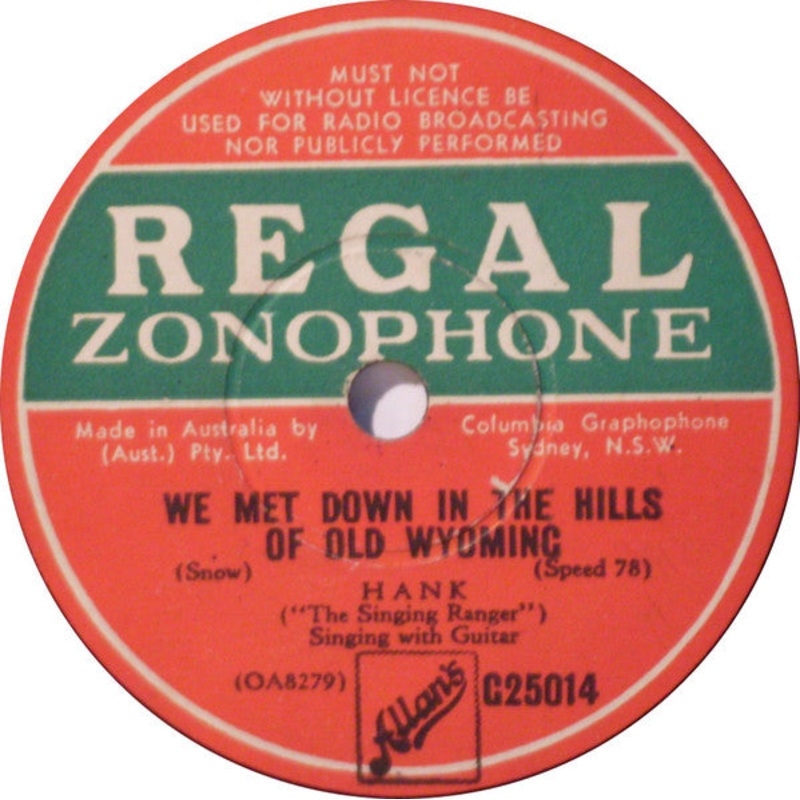 MUST NOT
WITHOUT LICENCE BE
USED FOR RADIO BROADCASTING
NOR PUBLICLY PERFORMED
REGAL
ZONOPHONE
Made in Australia by Columbia Graphophone
(Aust.) Pty. Ltd. Sydney, N.S.W.
WE MET DOWN IN THE HILLS
OF OLD WYOMING
(Snow) (Speed 78)
HANK
("The Singing Ranger")
Singing with Guitar
(OA8279) Allan's G25014